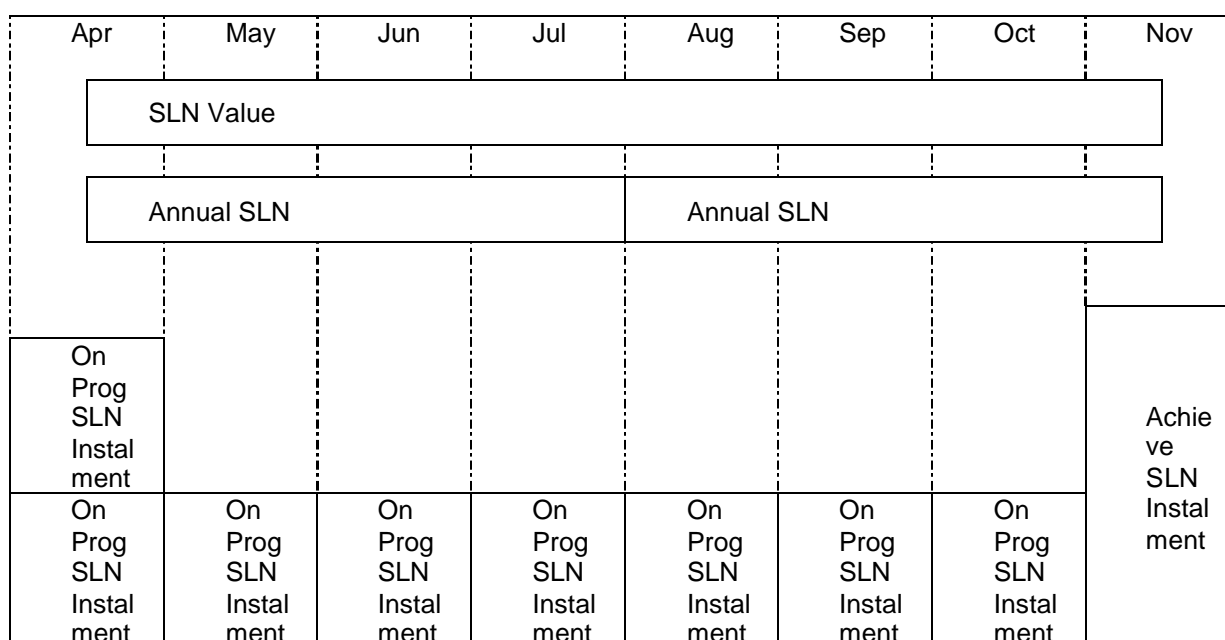 Apr May Jun Jul Aug Sep Oct Nov
SLN Value
Annual SLN Annual SLN
On
Prog
SLN
Instal
ment
Achie
ve
SLN
Instal
ment
On On On On On On On
Prog Prog Prog Prog Prog Prog Prog
SLN SLN SLN SLN SLN SLN SLN
Instal Instal Instal Instal Instal Instal Instal
ment ment ment ment ment ment ment